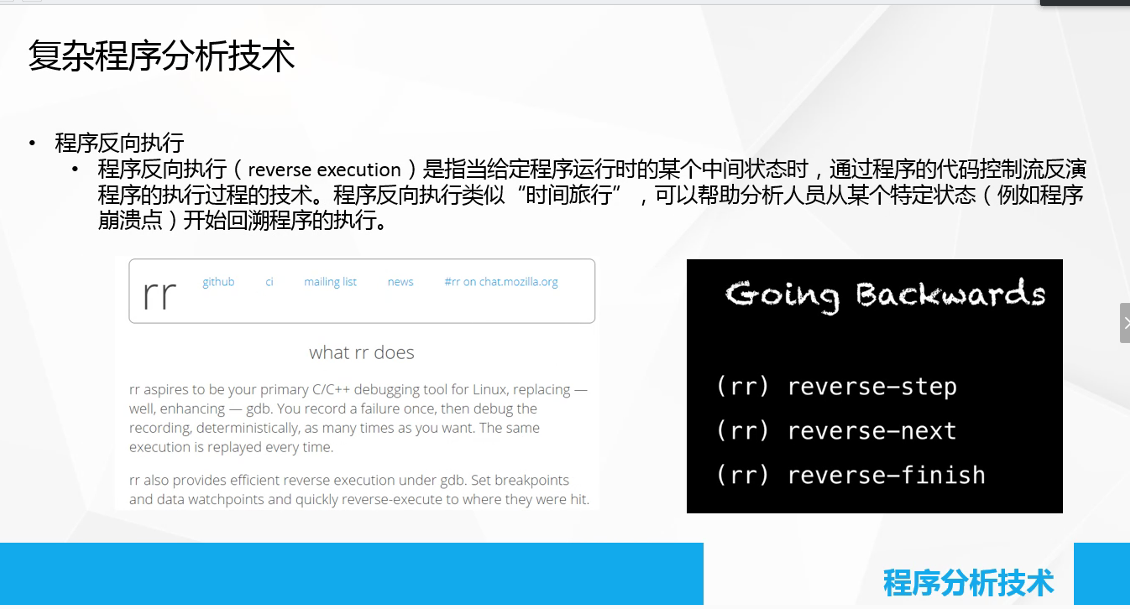 复杂程序分析技术
• 程序反向执行
• 程序反向执行（reverse execution）是指当给定程序运行时的某个中间状态时，通过程序的代码控制流反演
程序的执行过程的技术。程序反向执行类似“时间旅行”，可以帮助分析人员从某个特定状态（例如程序
崩溃点）开始回溯程序的执行。
rr github ci mailing list news #rr on chat.mozilla.org
what rr does
rr aspires to be your primary C/C++ debugging tool for Linux, replacing —
well, enhancing — gdb. You record a failure once, then debug the
recording, deterministically, as many times as you want. The same
execution is replayed every time.
rr also provides efficient reverse execution under gdb. Set breakpoints
and data watchpoints and quickly reverse-execute to where they were hit.
Going Backwards
(rr) reverse-step
(rr) reverse-next
(rr) reverse-finish
程序分析技术